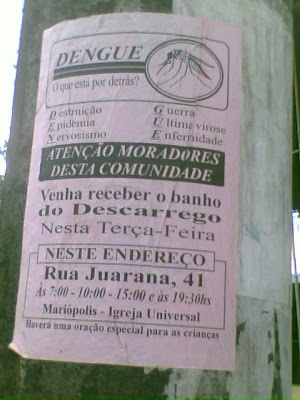 DENGUE
O que está por detrás?
Destruição Guerra
Epidemia Última virose
Nervosismo Enfermidade
ATENÇÃO MORADORES
DESTA COMUNIDADE
Venha receber o banho
do Descarrego
Nesta Terça-Feira
NESTE ENDEREÇO
Rua Juarana, 41
Às 7:00 - 10:00 - 15:00 e às 19:30hs
Mariópolis - Igreja Universal
Haverá uma oração especial para as crianças